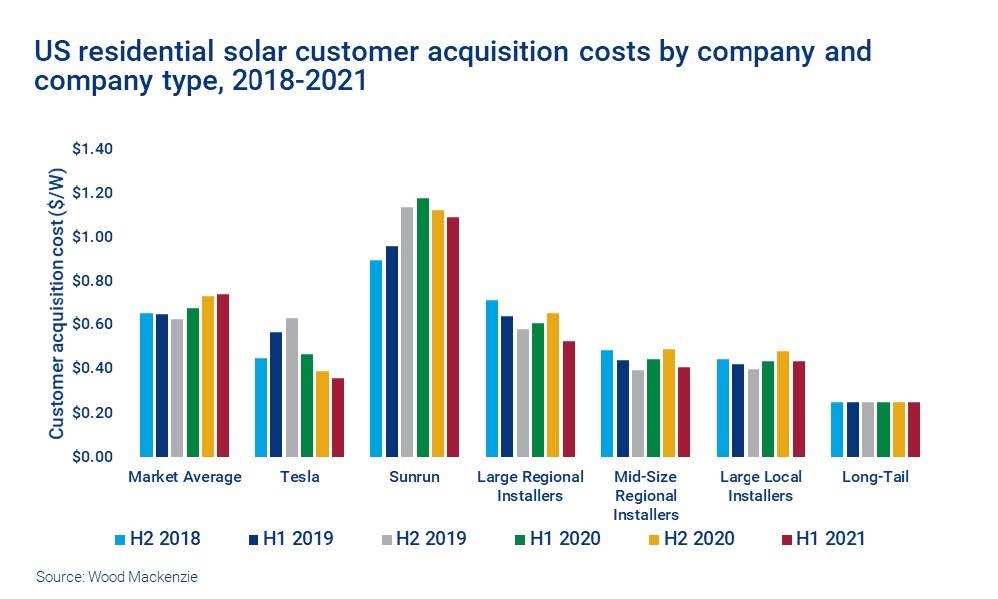 US residential solar customer acquisition costs by company and
company type, 2018-2021
Customer acquisition cost ($/W)
$1.40
$1.20
$1.00
$0.80
$0.60
$0.40
$0.20
$0.00
Market Average
Tesla
Sunrun
Large Regional
Installers
Mid-Size
Regional
Installers
Large Local
Installers
Long-Tail
H2 2018
H1 2019
H2 2019
H1 2020
H2 2020
H1 2021
Source: Wood Mackenzie